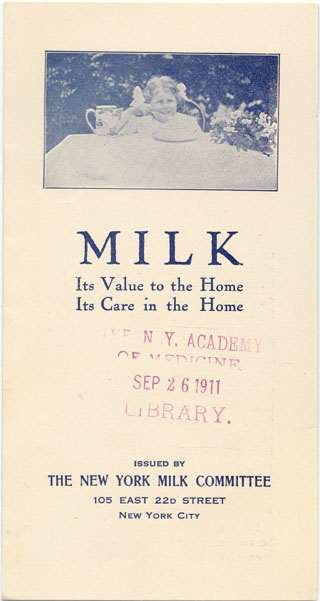 MILK
Its Value to the Home
Its Care in the Home
THE N Y. ACADEMY
OF MEDICINE
SEP 26 1911
LIBRARY.
ISSUED BY
THE NEW YORK MILK COMMITTEE
105 EAST 22D STREET
NEW YORK CITY